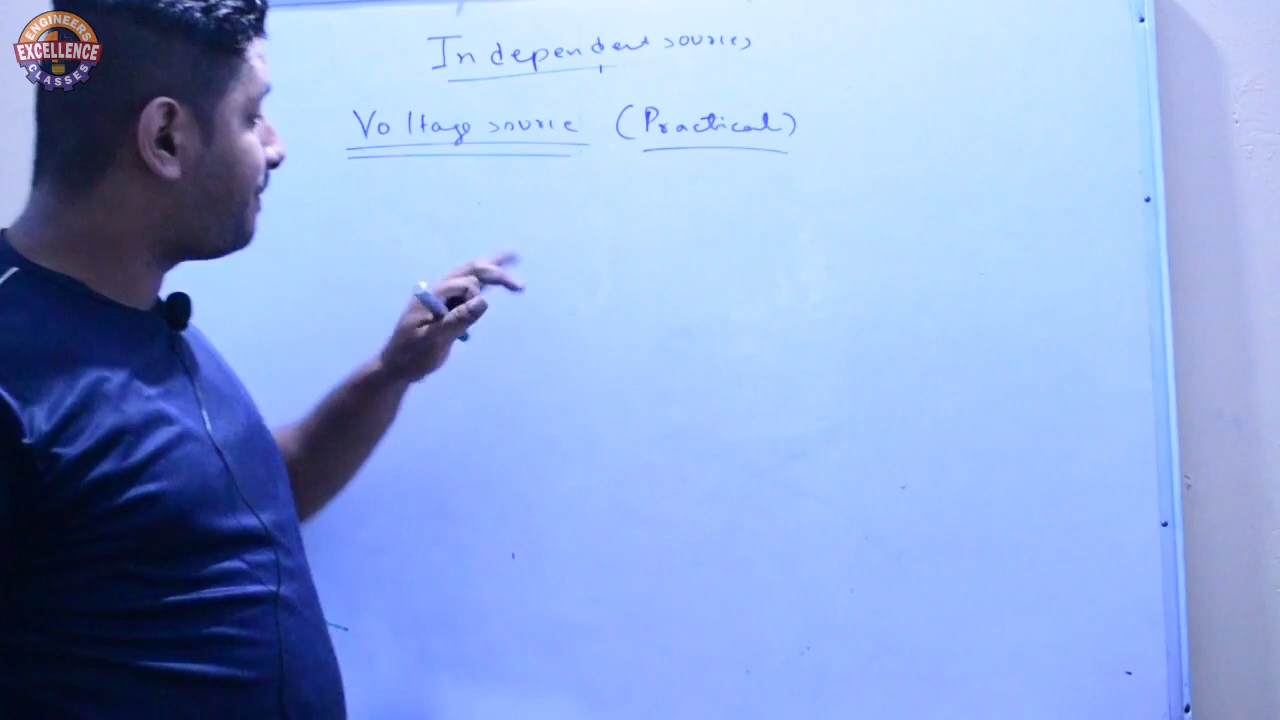 ENGINEERS
EXCELLENCE
CLASSES
Independent sources
Voltage source (Practical)